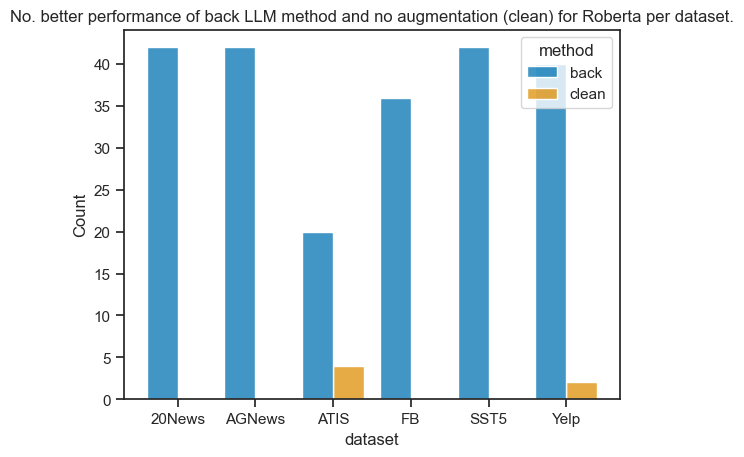 No. better performance of back LLM method and no augmentation (clean) for Roberta per dataset.
method
back
clean
40
35
30
25
20
15
10
5
0
Count
20News AGNews ATIS FB SST5 Yelp
dataset